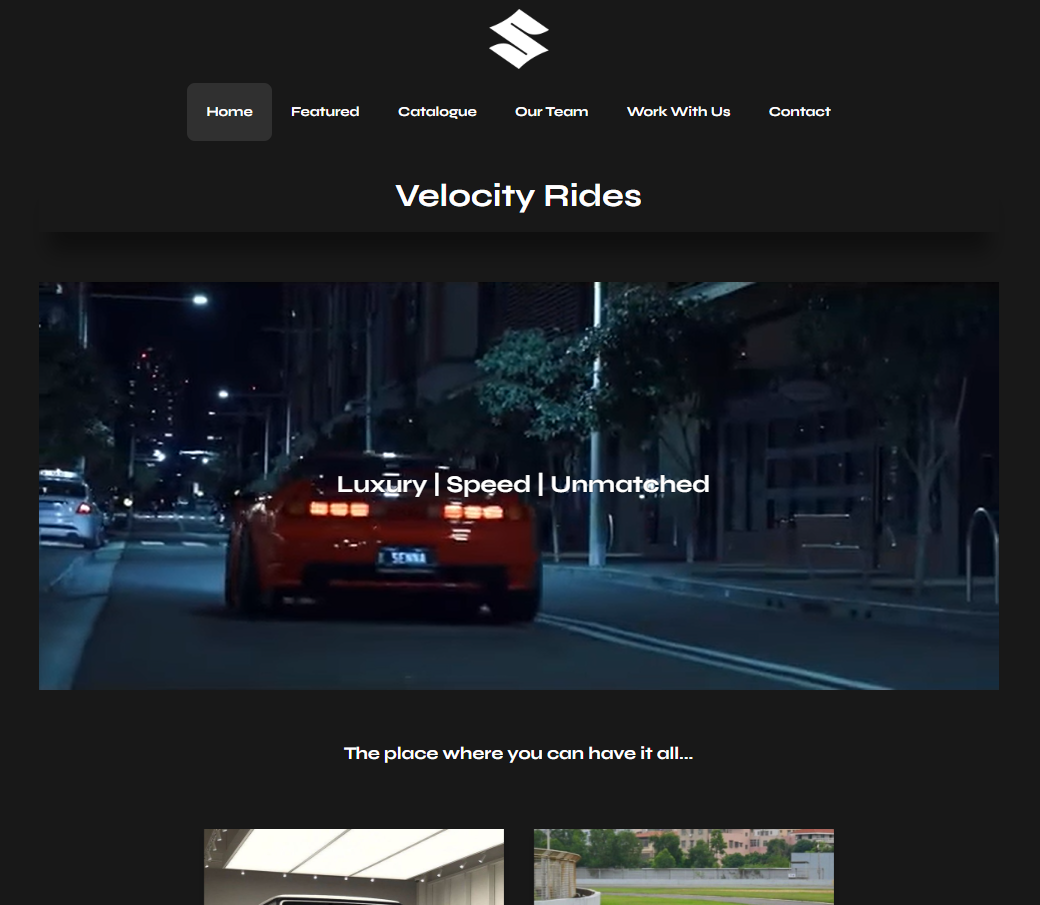 Home Featured Catalogue Our Team Work With Us Contact
Velocity Rides
Luxury | Speed | Unmatched
SENNA
The place where you can have it all...